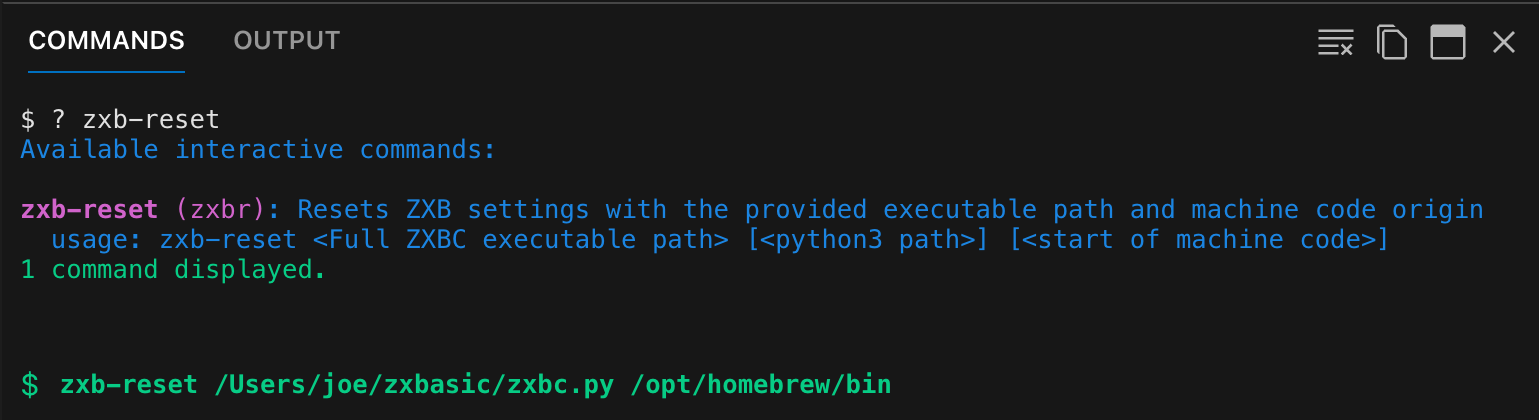 COMMANDS OUTPUT
$ ? zxb-reset
Available interactive commands:
zxb-reset (zxbr): Resets ZXB settings with the provided executable path and machine code origin
usage: zxb-reset <Full ZXBC executable path> [<python3 path>] [<start of machine code>]
1 command displayed.
$ zxb-reset /Users/joe/zxbasic/zxbc.py /opt/homebrew/bin